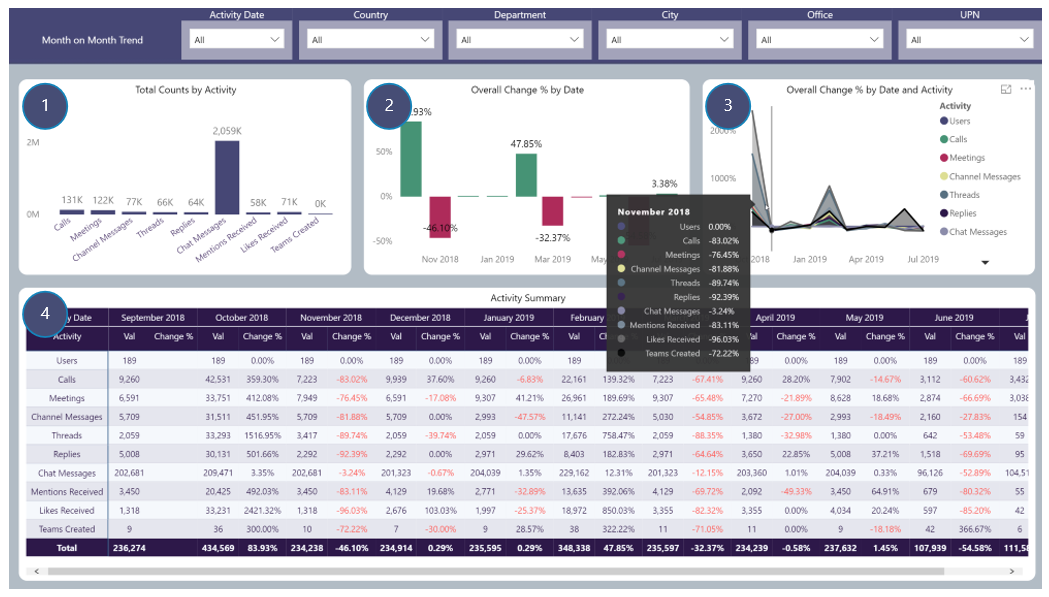 Activity Date Country Department City Office UPN
Month on Month Trend All All All All All All
1 Total Counts by Activity
2M
0M
131K 122K 77K 66K 64K 2,059K 58K 71K 0K
Calls Meetings Channel Messages Threads Replies Chat Messages Mentions Received Likes Received Teams Created
2 Overall Change % by Date
.93%
50%
0%
-50%
-46.10% 47.85% -32.37% 3.38%
Nov 2018 Jan 2019 Mar 2019 May
3 Overall Change % by Date and Activity
2000%
1000%
2018 Jan 2019 Apr 2019 Jul 2019
Activity
Users
Calls
Meetings
Channel Messages
Threads
Replies
Chat Messages
November 2018
Users 0.00%
Calls -83.02%
Meetings -76.45%
Channel Messages -81.88%
Threads -89.74%
Replies -92.39%
Chat Messages -3.24%
Mentions Received -83.11%
Likes Received -96.03%
Teams Created -72.22%
4 Activity Summary
y Date September 2018 October 2018 November 2018 December 2018 January 2019 Februar April 2019 May 2019 June 2019 J
Activity Val Change % Val Change % Val Change % Val Change % Val Change % Val C Val Change % Val Change % Val Change %
Users 189 189 0.00% 189 0.00% 189 0.00% 189 0.00% 189 89 0.00% 189 0.00% 189 0.00% 189
Calls 9,260 42,531 359.30% 7,223 -83.02% 9,939 37.60% 9,260 -6.83% 22,161 139.32% 7,223 -67.41% 9,260 28.20% 7,902 -14.67% 3,112 -60.62% 3,432
Meetings 6,591 33,751 412.08% 7,949 -76.45% 6,591 -17.08% 9,307 41.21% 26,961 189.69% 9,307 -65.48% 7,270 -21.89% 8,628 18.68% 2,874 -66.69% 3,038
Channel Messages 5,709 31,511 451.95% 5,709 -81.88% 5,709 0.00% 2,993 -47.57% 11,141 272.24% 5,030 -54.85% 3,672 -27.00% 2,993 -18.49% 2,160 -27.83% 154
Threads 2,059 33,293 1516.95% 3,417 -89.74% 2,059 -39.74% 2,059 0.00% 17,676 758.47% 2,059 -88.35% 1,380 -32.98% 1,380 0.00% 642 -53.48% 59
Replies 5,008 30,131 501.66% 2,292 -92.39% 2,292 0.00% 2,971 29.62% 8,403 182.83% 2,971 -64.64% 3,650 22.85% 5,008 37.21% 1,518 -69.69% 95
Chat Messages 202,681 209,471 3.35% 202,681 -3.24% 201,323 -0.67% 204,039 1.35% 229,162 12.31% 201,323 -12.15% 203,360 1.01% 204,039 0.33% 96,126 -52.89% 104,51
Mentions Received 3,450 20,425 492.03% 3,450 -83.11% 4,129 19.68% 2,771 -32.89% 13,635 392.06% 4,129 -69.72% 2,092 -49.33% 3,450 64.91% 679 -80.32% 55
Likes Received 1,318 33,231 2421.32% 1,318 -96.03% 2,676 103.03% 1,997 -25.37% 18,972 850.03% 3,355 -82.32% 3,355 0.00% 4,034 20.24% 597 -85.20% 42
Teams Created 9 36 300.00% 10 -72.22% 7 -30.00% 9 28.57% 38 322.22% 11 -71.05% 11 0.00% 9 -18.18% 42 366.67% 6
Total 236,274 434,569 83.93% 234,238 -46.10% 234,914 0.29% 235,595 0.29% 348,338 47.85% 235,597 -32.37% 234,239 -0.58% 237,632 1.45% 107,939 -54.58% 111,58